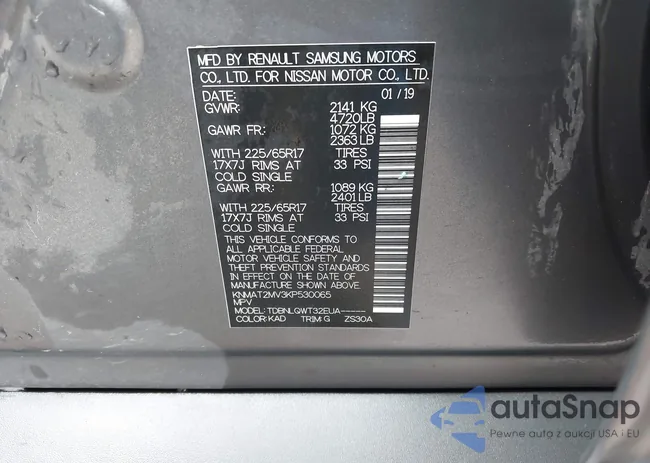 MFD BY RENAULT SAMSUNG MOTORS
CO., LTD. FOR NISSAN MOTOR CO., LTD.
DATE: 01/19
GVWR: 2141 KG
4720LB
GAWR FR: 1072 KG
2363 LB
WITH 225/65R17 TIRES
17X7J RIMS AT 33 PSI
COLD SINGLE
GAWR RR: 1089 KG
2401 LB
WITH 225/65R17 TIRES
17X7J RIMS AT 33 PSI
COLD SINGLE
THIS VEHICLE CONFORMS TO
ALL APPLICABLE FEDERAL
MOTOR VEHICLE SAFETY AND
THEFT PREVENTION STANDARDS
IN EFFECT ON THE DATE OF
MANUFACTURE SHOWN ABOVE.
KNMAT2MV3KP530065
MPV
MODEL: TDBNLQWT32EUA-----
COLOR: KAD TRIM: G ZS30A
autaSnap
Pewne auta z aukcji USA i EU